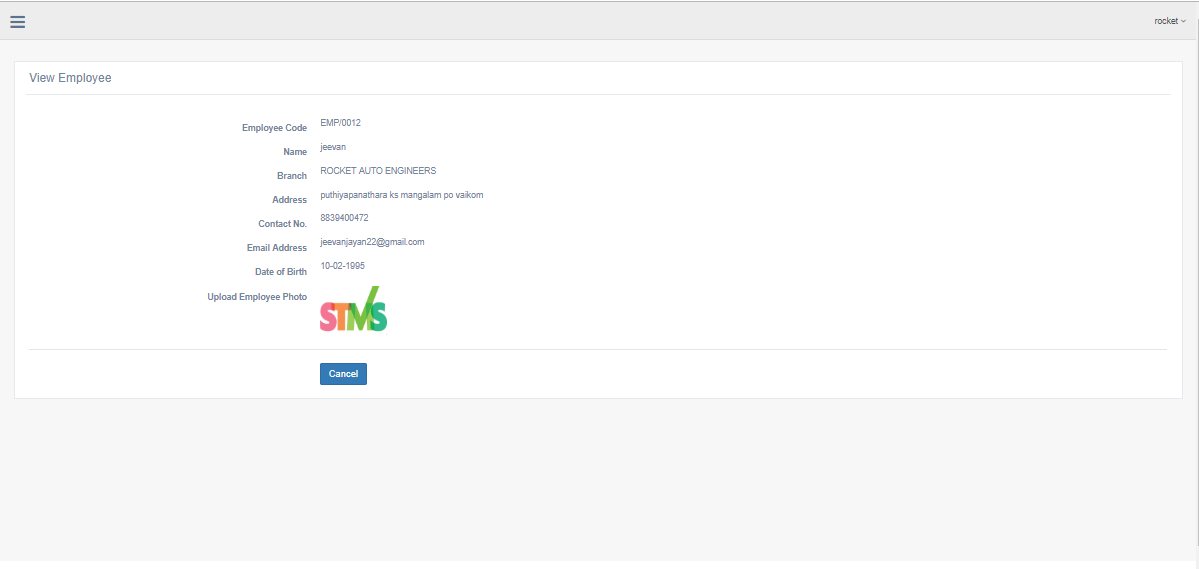 rocket
View Employee
Employee Code EMP/0012
Name jeevan
Branch ROCKET AUTO ENGINEERS
Address puthiyapanathara ks mangalam po vaikom
Contact No. 8839400472
Email Address jeevanjayan22@gmail.com
Date of Birth 10-02-1995
Upload Employee Photo
STMS
Cancel